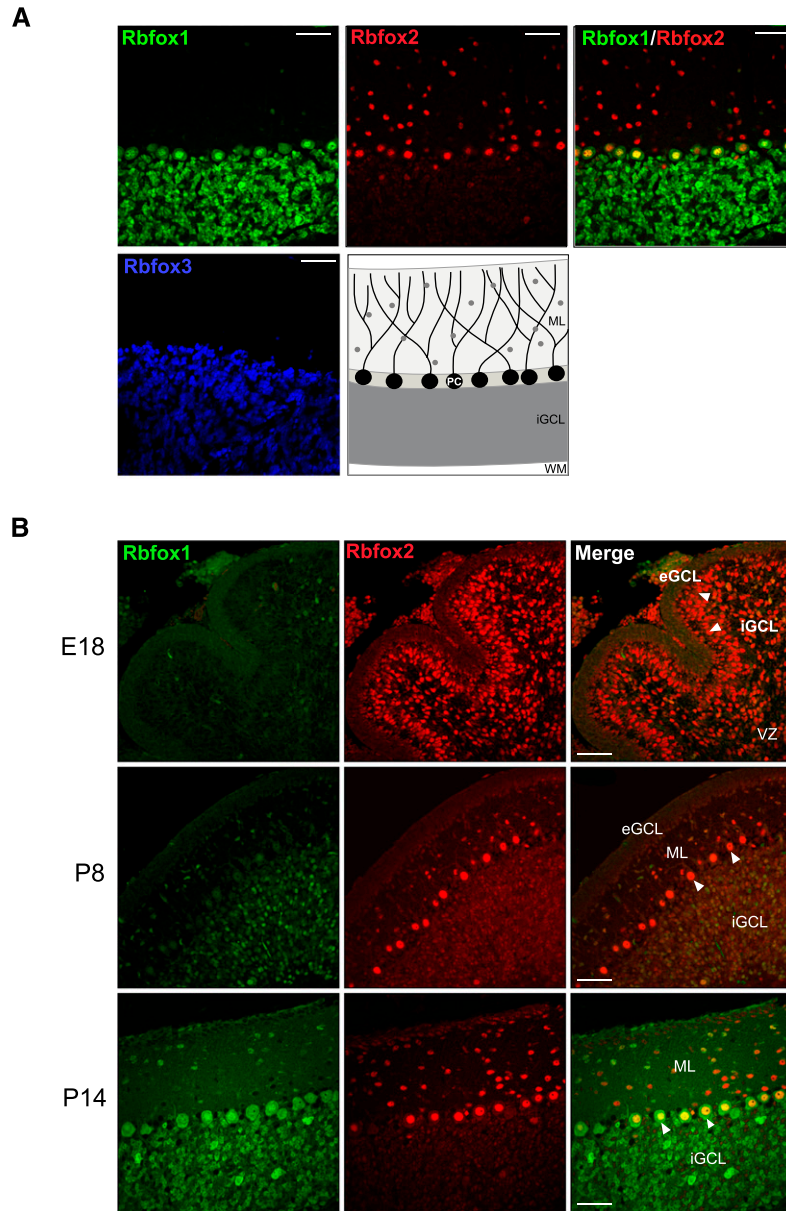 A
Rbfox1
Rbfox2
Rbfox1/Rbfox2
Rbfox3
ML
PC
iGCL
WM
B
Rbfox1
Rbfox2
Merge
E18
eGCL
iGCL
VZ
P8
eGCL
ML
iGCL
P14
ML
iGCL